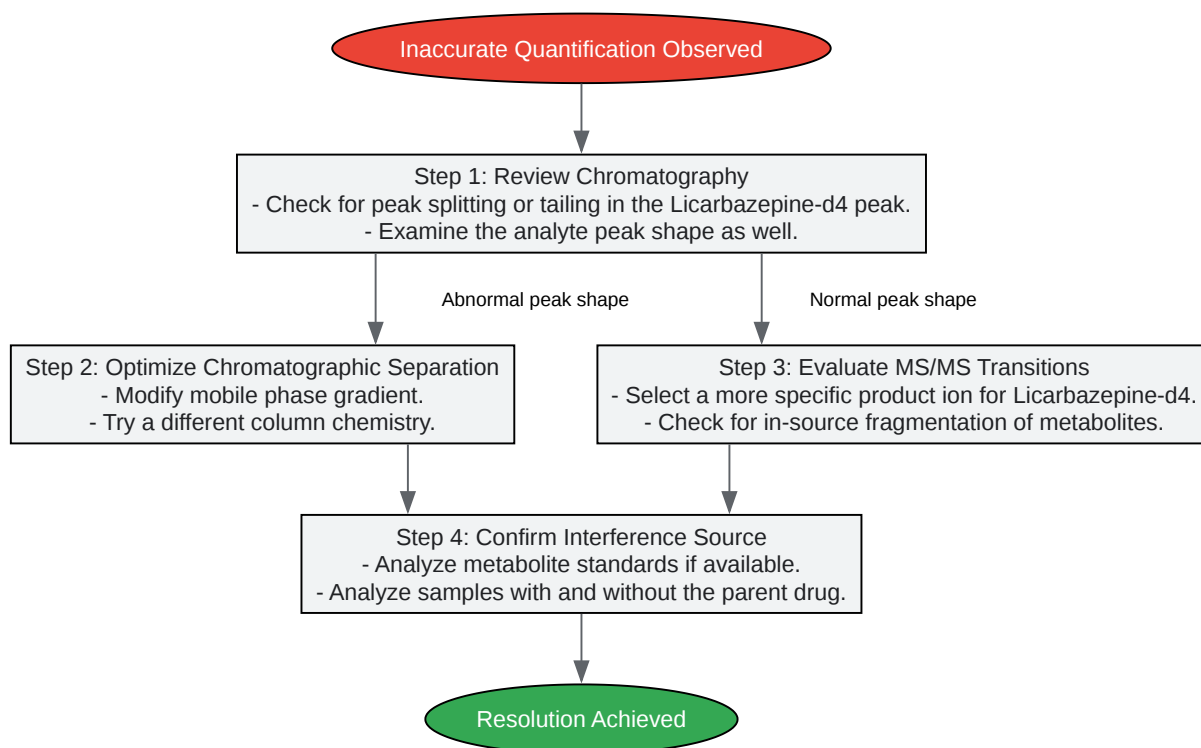 Inaccurate Quantification Observed
Step 1: Review Chromatography
- Check for peak splitting or tailing in the Licarbazepine-d4 peak.
- Examine the analyte peak shape as well.
Abnormal peak shape
Normal peak shape
Step 2: Optimize Chromatographic Separation
- Modify mobile phase gradient.
- Try a different column chemistry.
Step 3: Evaluate MS/MS Transitions
- Select a more specific product ion for Licarbazepine-d4.
- Check for in-source fragmentation of metabolites.
Step 4: Confirm Interference Source
- Analyze metabolite standards if available.
- Analyze samples with and without the parent drug.
Resolution Achieved